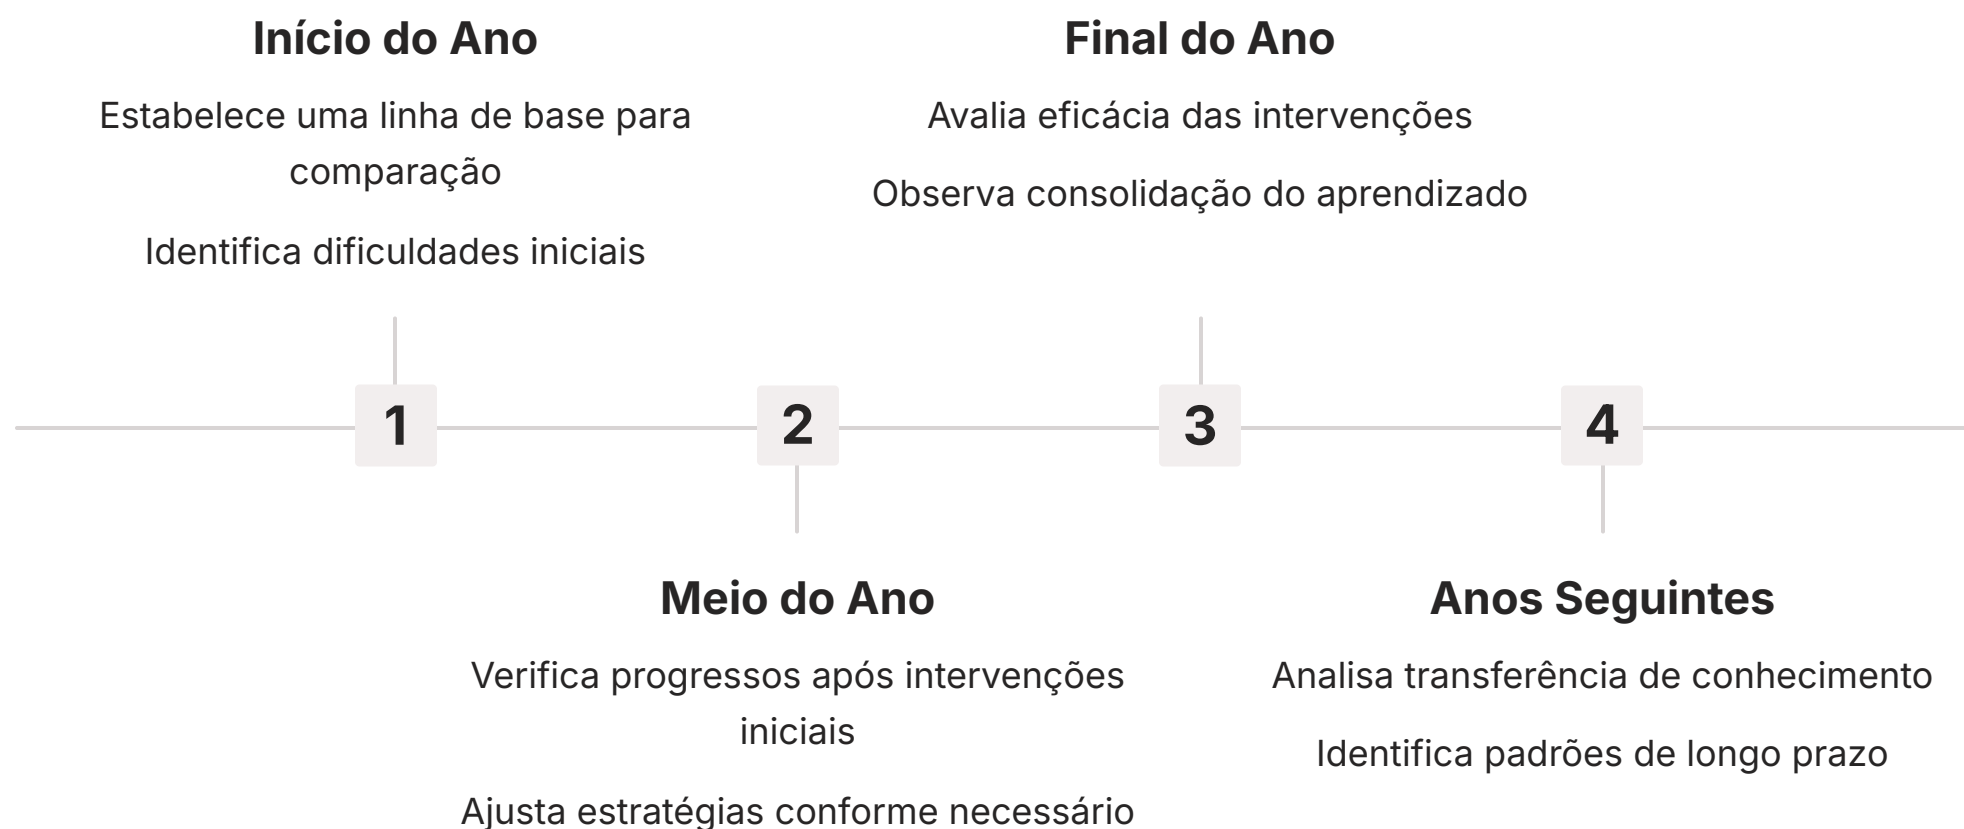 Início do Ano
Estabelece uma linha de base para
comparação
Identifica dificuldades iniciais
Final do Ano
Avalia eficácia das intervenções
Observa consolidação do aprendizado
1
2
3
4
Meio do Ano
Verifica progressos após intervenções
iniciais
Ajusta estratégias conforme necessário
Anos Seguintes
Analisa transferência de conhecimento
Identifica padrões de longo prazo